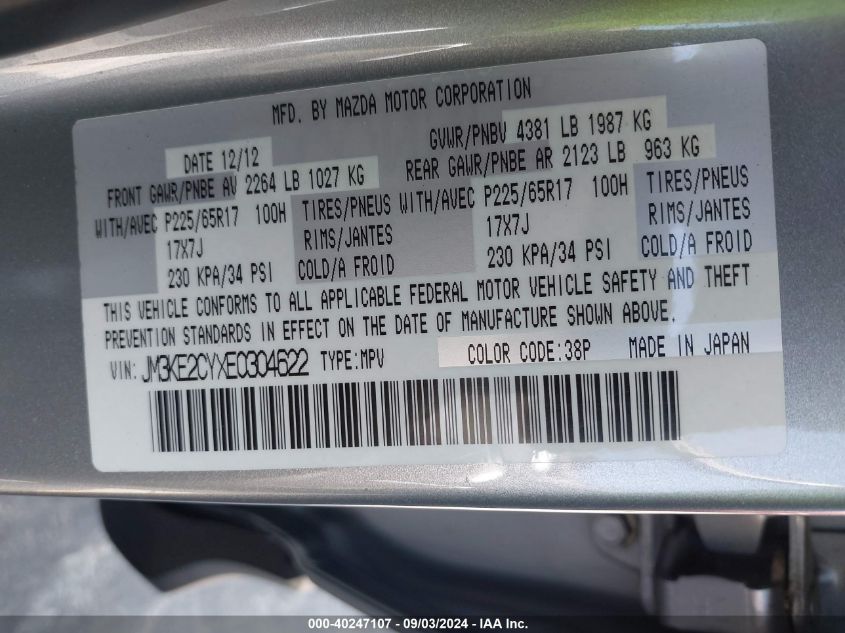 MFD. BY MAZDA MOTOR CORPORATION
DATE 12/12 GVWR/PNBV 4381 LB 1987 KG
FRONT GAWR/PNBE AV 2264 LB 1027 KG REAR GAWR/PNBE AR 2123 LB 963 KG
WITH/AVEC P225/65R17 100H TIRES/PNEUS WITH/AVEC P225/65R17 100H TIRES/PNEUS
17X7J RIMS/JANTES 17X7J RIMS/JANTES
230 KPA/34 PSI COLD/A FROID 230 KPA/34 PSI COLD/A FROID
THIS VEHICLE CONFORMS TO ALL APPLICABLE FEDERAL MOTOR VEHICLE SAFETY AND THEFT
PREVENTION STANDARDS IN EFFECT ON THE DATE OF MANUFACTURE SHOWN ABOVE.
VIN: JM3KE2CYXE0304622 TYPE:MPV COLOR CODE:38P MADE IN JAPAN
000-40247107 - 09/03/2024 - IAA Inc.